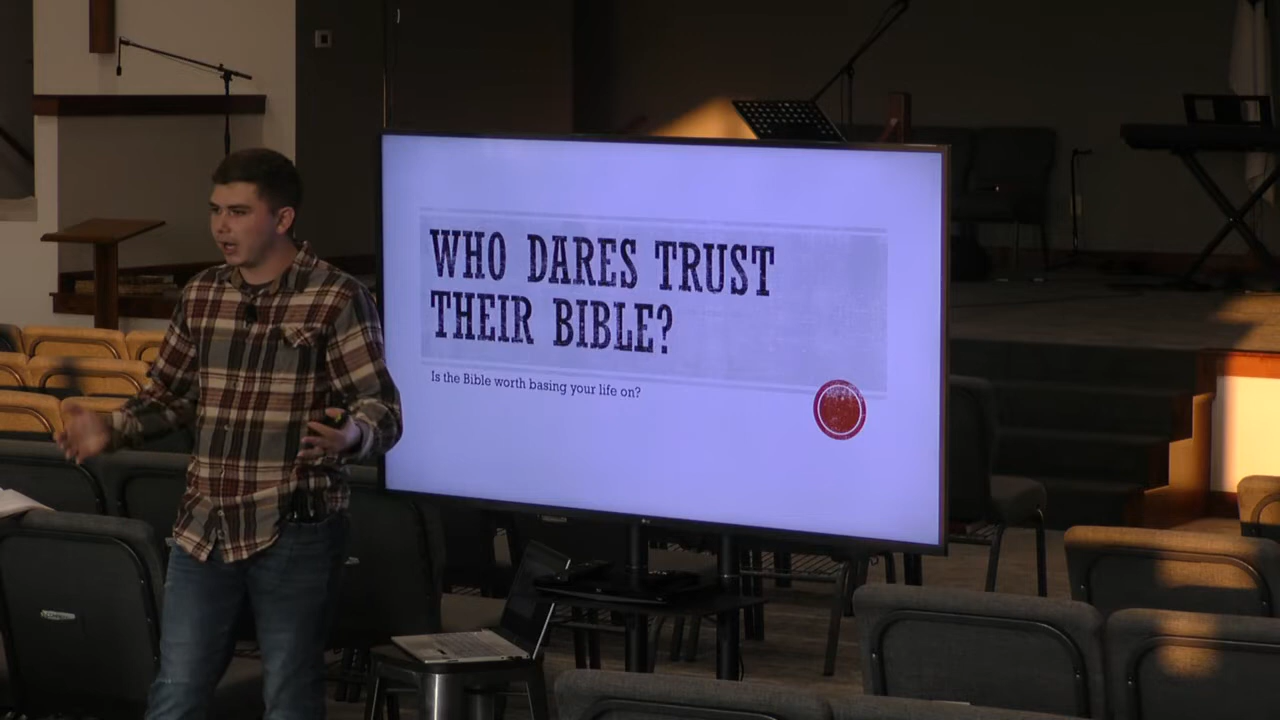 WHO DARES TRUST
THEIR BIBLE?
Is the Bible worth basing your life on?